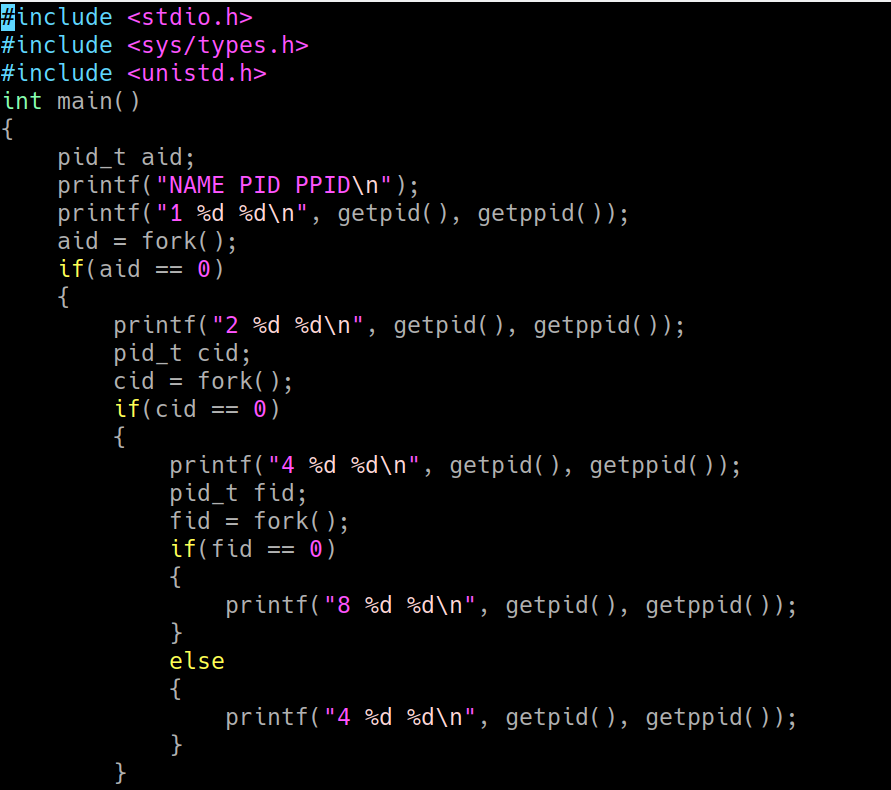 #include <stdio.h>
#include <sys/types.h>
#include <unistd.h>
int main()
{
    pid_t aid;
    printf("NAME PID PPID\n");
    printf("1 %d %d\n", getpid(), getppid());
    aid = fork();
    if(aid == 0)
    {
        printf("2 %d %d\n", getpid(), getppid());
        pid_t cid;
        cid = fork();
        if(cid == 0)
        {
            printf("4 %d %d\n", getpid(), getppid());
            pid_t fid;
            fid = fork();
            if(fid == 0)
            {
                printf("8 %d %d\n", getpid(), getppid());
            }
            else
            {
                printf("4 %d %d\n", getpid(), getppid());
            }
        }